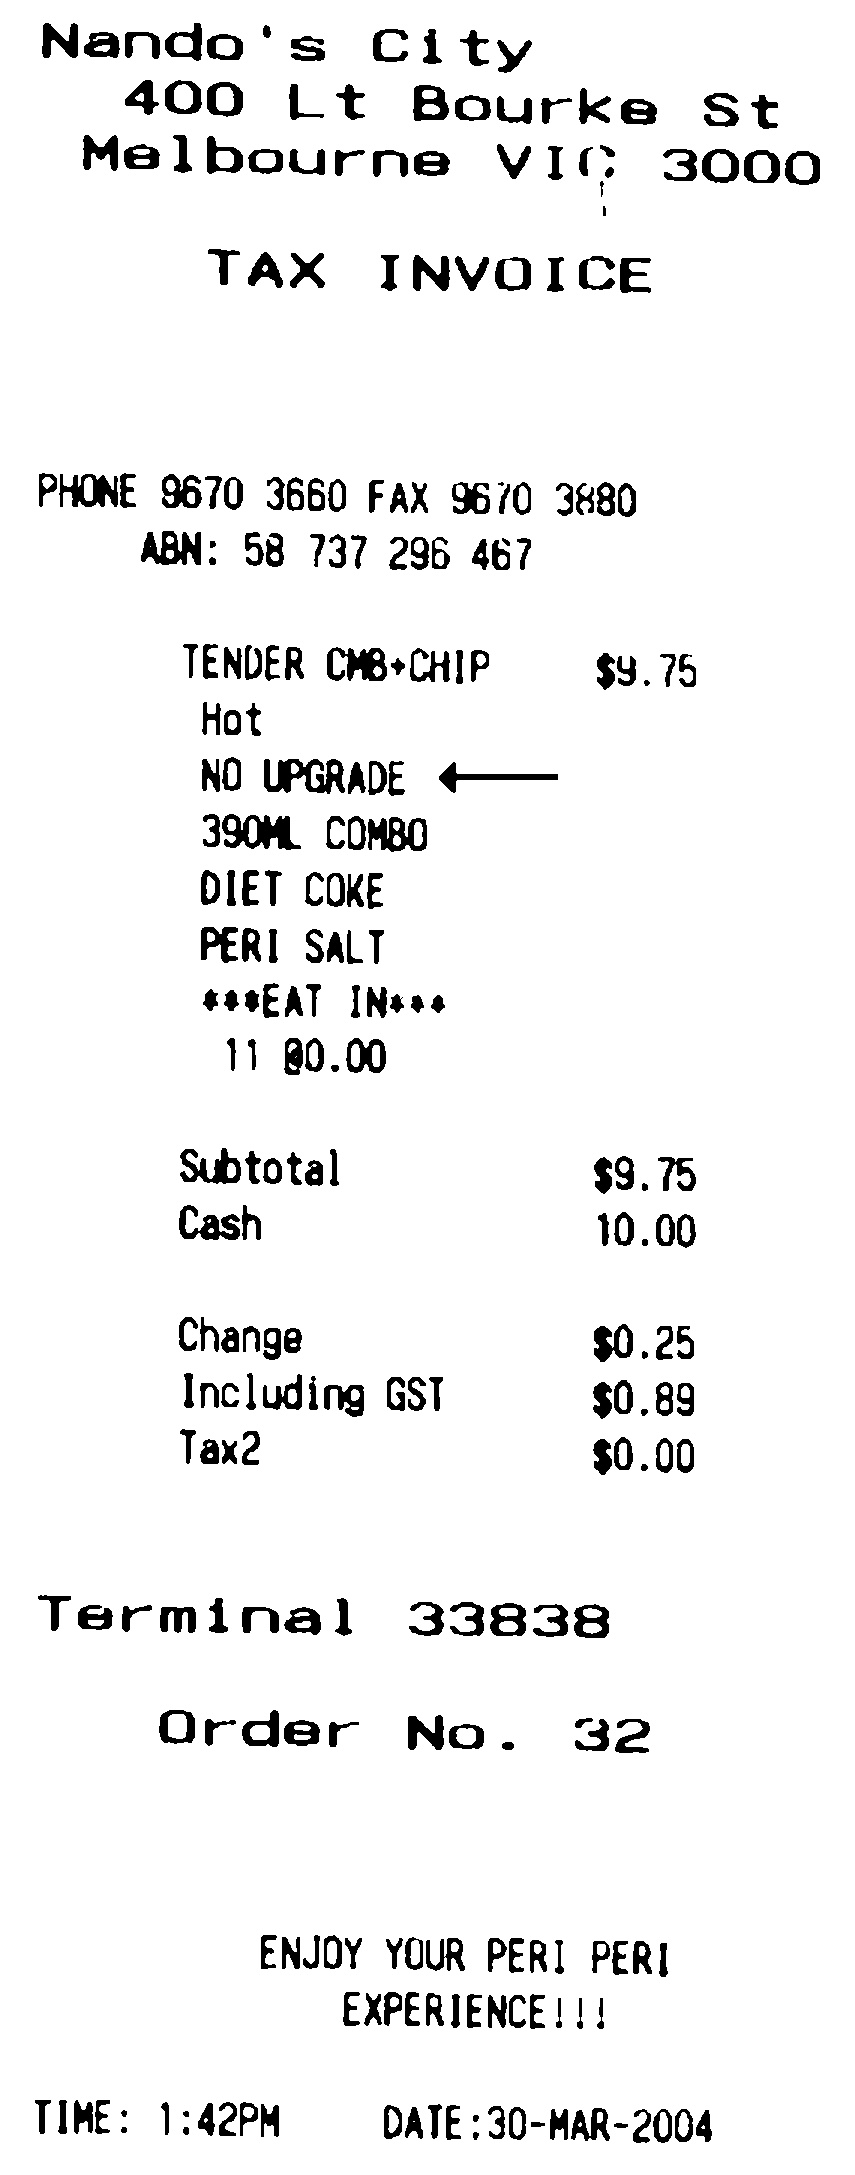 Nando's City
400 Lt Bourke St
Melbourne VIC 3000
TAX INVOICE
PHONE 9670 3660 FAX 9670 3880
ABN: 58 737 296 467
TENDER CMB+CHIP $9.75
Hot
NO UPGRADE
390ML COMBO
DIET COKE
PERI SALT
***EAT IN***
11 @0.00
Subtotal $9.75
Cash 10.00
Change $0.25
Including GST $0.89
Tax2 $0.00
Terminal 33838
Order No. 32
ENJOY YOUR PERI PERI
EXPERIENCE!!!
TIME: 1:42PM DATE:30-MAR-2004